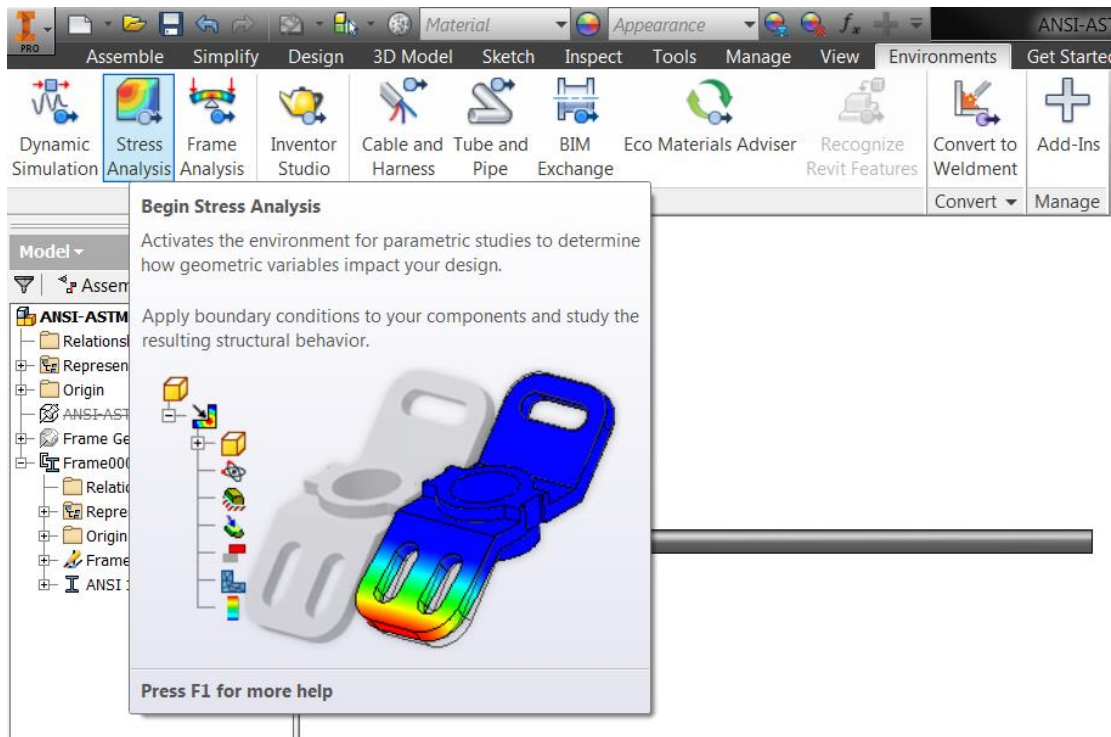 PRO
Material
Appearance
fx
ANSI-AS
Assemble Simplify Design 3D Model Sketch Inspect Tools Manage View Environments Get Started
Dynamic Simulation
Stress Analysis
Frame Analysis
Inventor Studio
Cable and Harness
Tube and Pipe
BIM Exchange
Eco Materials Adviser
Recognize Revit Features
Convert to Weldment
Add-Ins
Convert
Manage
Begin Stress Analysis
Activates the environment for parametric studies to determine
how geometric variables impact your design.
Apply boundary conditions to your components and study the
resulting structural behavior.
Press F1 for more help
Model
Assem
ANSI-ASTM
Relations
Represen
Origin
ANSI-AST
Frame Ge
Frame000
Relatio
Repre
Origin
Frame
ANSI